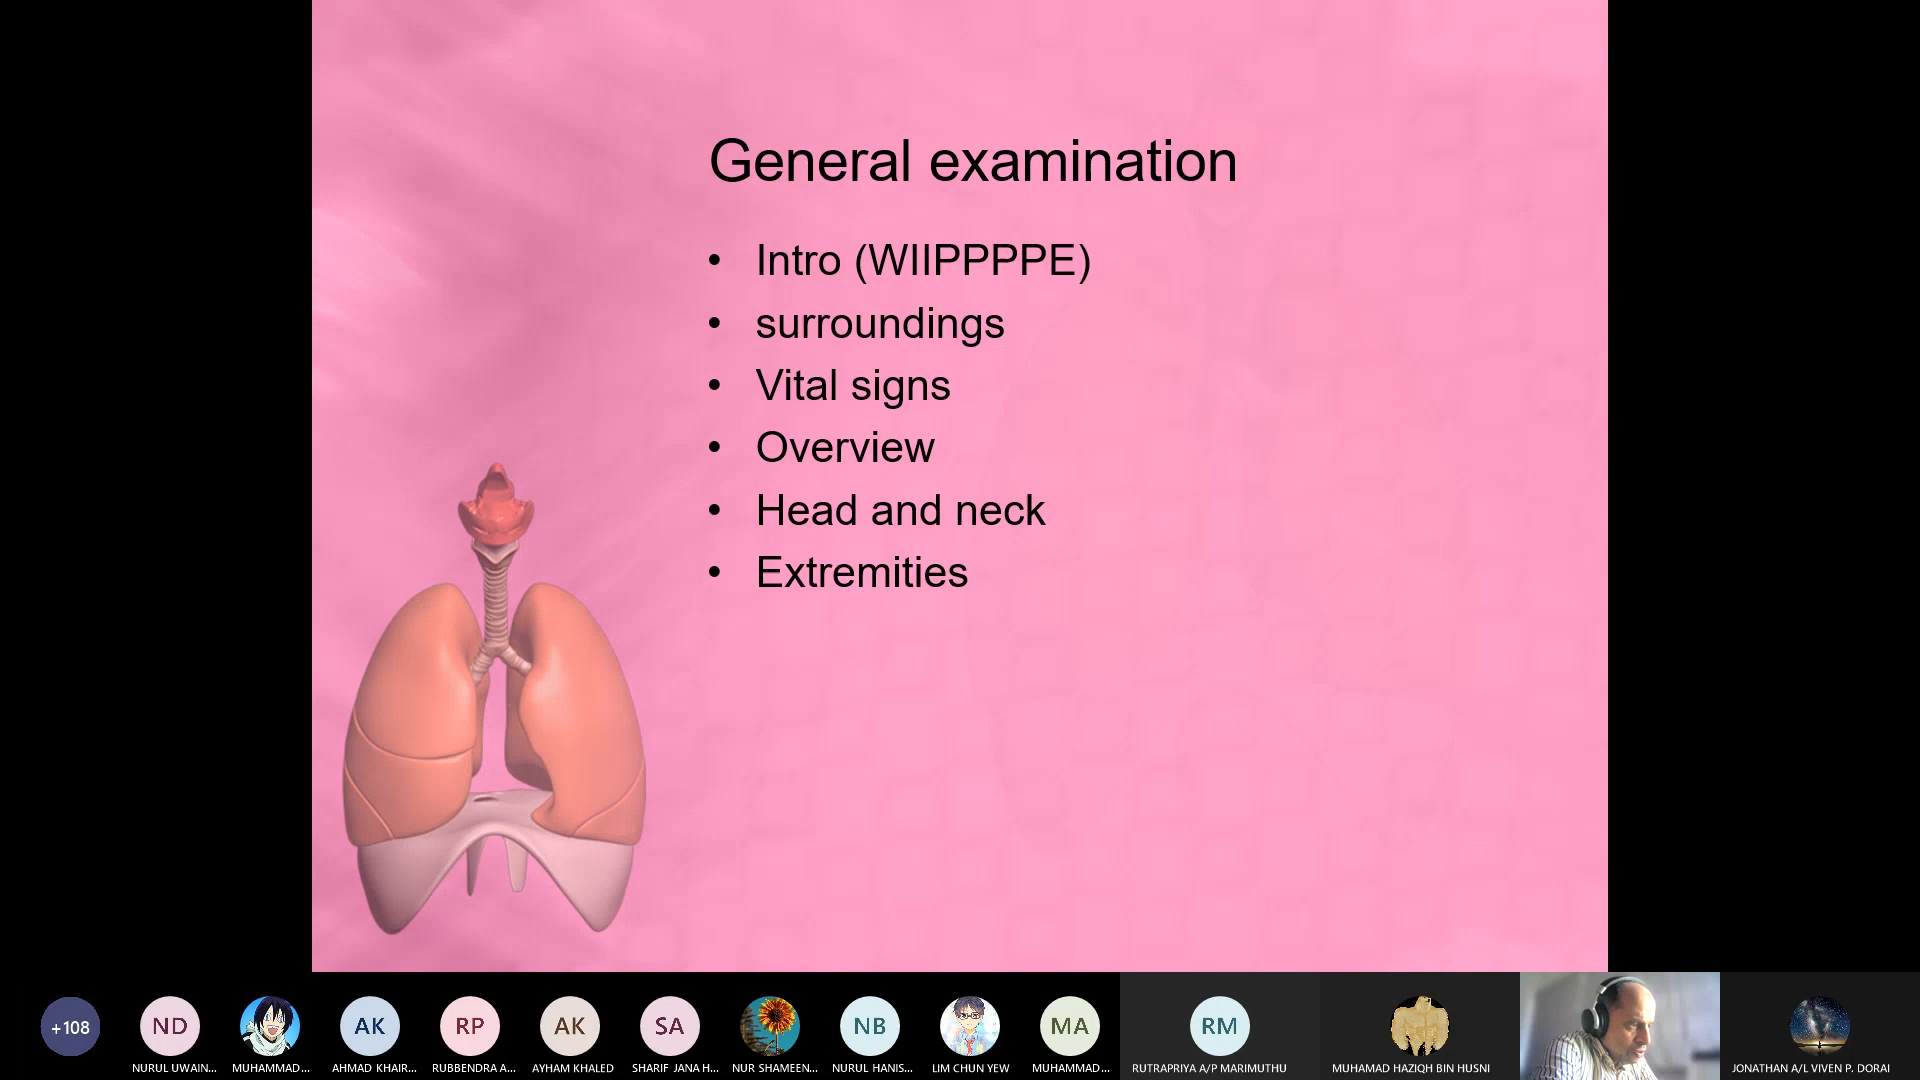 General examination
• Intro (WIIPPPPE)
• surroundings
• Vital signs
• Overview
• Head and neck
• Extremities
+108
ND
AK
RP
AK
SA
NB
MA
RM
NURUL UWAIN...
MUHAMMAD...
AHMAD KHAIR...
RUBBENDRA A...
AYHAM KHALED
SHARIF JANA H...
NUR SHAMEEN...
NURUL HANIS...
LIM CHUN YEW
MUHAMMAD...
RUTRAPRIYA A/P MARIMUTHU
MUHAMAD HAZIQH BIN HUSNI
JONATHAN A/L VIVEN P. DORAI